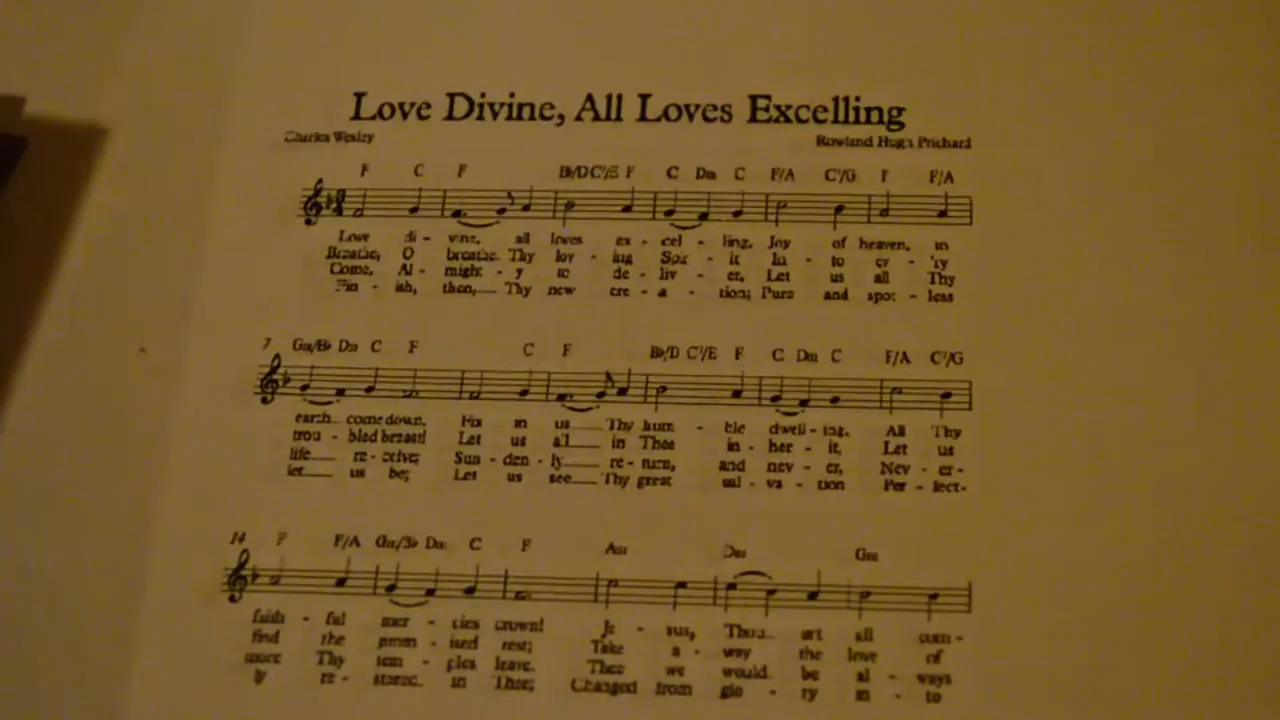 Love Divine, All Loves Excelling
Charles Wesley Rowland Hugh Prichard
F C F B♭/D C⁷/E F C Dm C F/A C⁷/G F F/A
Love di - vine, all loves ex - cel - ling, Joy of heaven, to
Breathe, O breathe Thy lov - ing Spir - it In - to ev - 'ry
Come, Al - might - y to de - liv - er, Let us all Thy
Fin - ish, then, Thy new cre - a - tion; Pure and spot - less
7 Gm/B♭ Dm C F C F B♭/D C⁷/E F C Dm C F/A C⁷/G
earth come down, Fix in us Thy hum - ble dwell - ing, All Thy
trou - bled breast! Let us all in Thee in - her - it, Let us
life re - ceive; Sud - den - ly re - turn, and nev - er, Nev - er -
let us be; Let us see Thy great sal - va - tion Per - fect -
14 F F/A Gm/B♭ Dm C F Am Dm Gm
faith - ful mer - cies crown! Je - sus, Thou art all com -
find the prom - ised rest; Take a - way the love of
more Thy tem - ples leave. Thee we would be al - ways
ly re - stored in Thee; Changed from glo - ry in - to